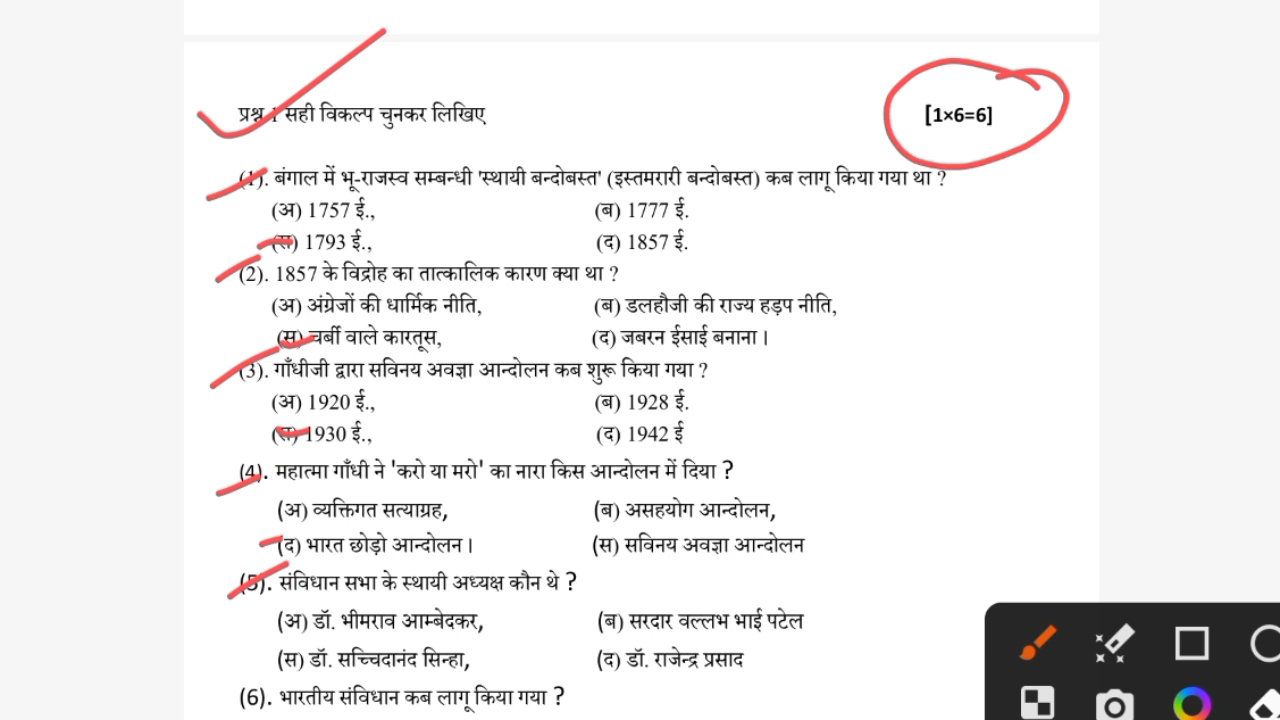 प्रश्न 1 सही विकल्प चुनकर लिखिए [1×6=6]
(1). बंगाल में भू-राजस्व सम्बन्धी 'स्थायी बन्दोबस्त' (इस्तमरारी बन्दोबस्त) कब लागू किया गया था ?
(अ) 1757 ई., (ब) 1777 ई.
(स) 1793 ई., (द) 1857 ई.
(2). 1857 के विद्रोह का तात्कालिक कारण क्या था ?
(अ) अंग्रेजों की धार्मिक नीति, (ब) डलहौजी की राज्य हड़प नीति,
(स) चर्बी वाले कारतूस, (द) जबरन ईसाई बनाना ।
(3). गाँधीजी द्वारा सविनय अवज्ञा आन्दोलन कब शुरू किया गया ?
(अ) 1920 ई., (ब) 1928 ई.
(स) 1930 ई., (द) 1942 ई
(4). महात्मा गाँधी ने 'करो या मरो' का नारा किस आन्दोलन में दिया ?
(अ) व्यक्तिगत सत्याग्रह, (ब) असहयोग आन्दोलन,
(द) भारत छोड़ो आन्दोलन । (स) सविनय अवज्ञा आन्दोलन
(5). संविधान सभा के स्थायी अध्यक्ष कौन थे ?
(अ) डॉ. भीमराव आम्बेदकर, (ब) सरदार वल्लभ भाई पटेल
(स) डॉ. सच्चिदानंद सिन्हा, (द) डॉ. राजेन्द्र प्रसाद
(6). भारतीय संविधान कब लागू किया गया ?